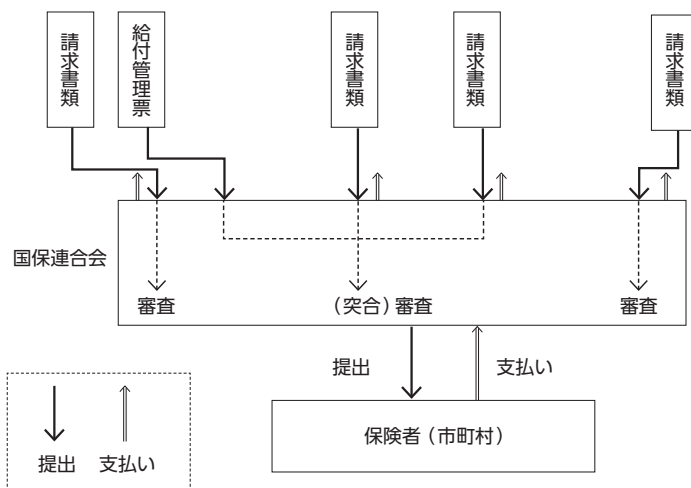 請求書類
給付管理票
請求書類
請求書類
請求書類
国保連合会
審査
（突合）審査
審査
提出
支払い
保険者（市町村）
提出
支払い